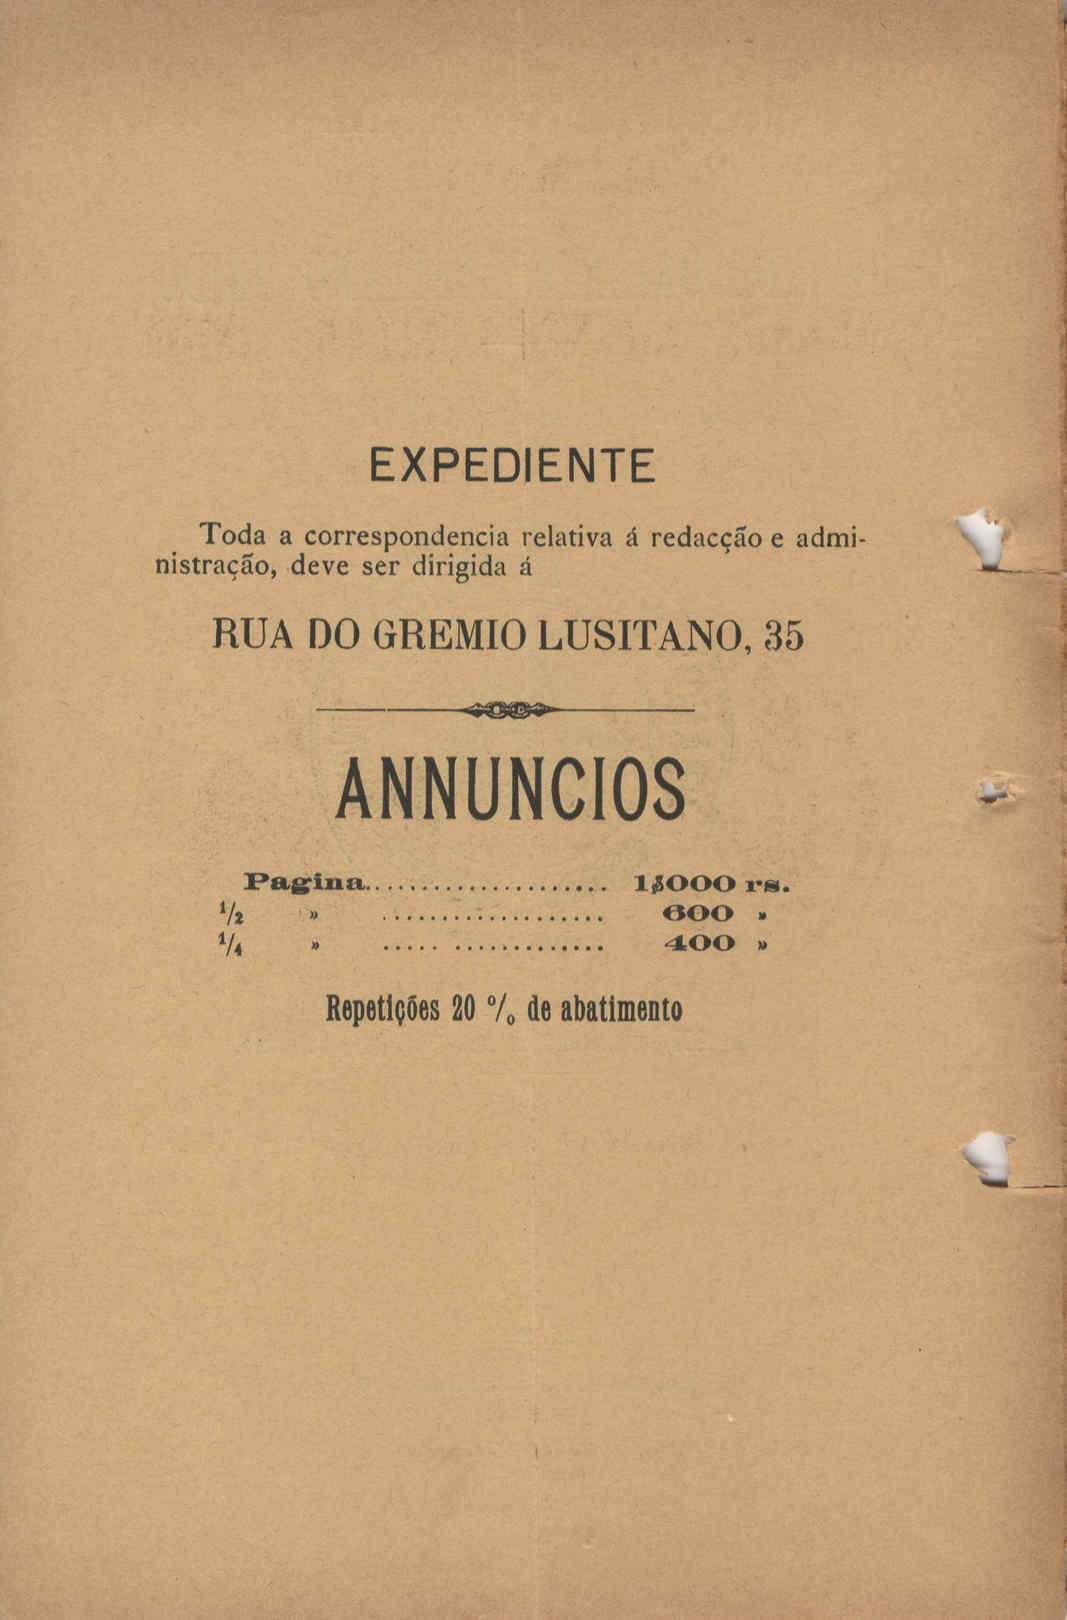 EXPEDIENTE
Toda a correspondencia relativa á redacção e admi-
nistração, deve ser dirigida á
RUA DO GREMIO LUSITANO, 35
ANNUNCIOS
Pagina..................... 1$000 rs.
1/2 » ................... 600 »
1/4 » ..... ............. 400 »
Repetições 20 % de abatimento